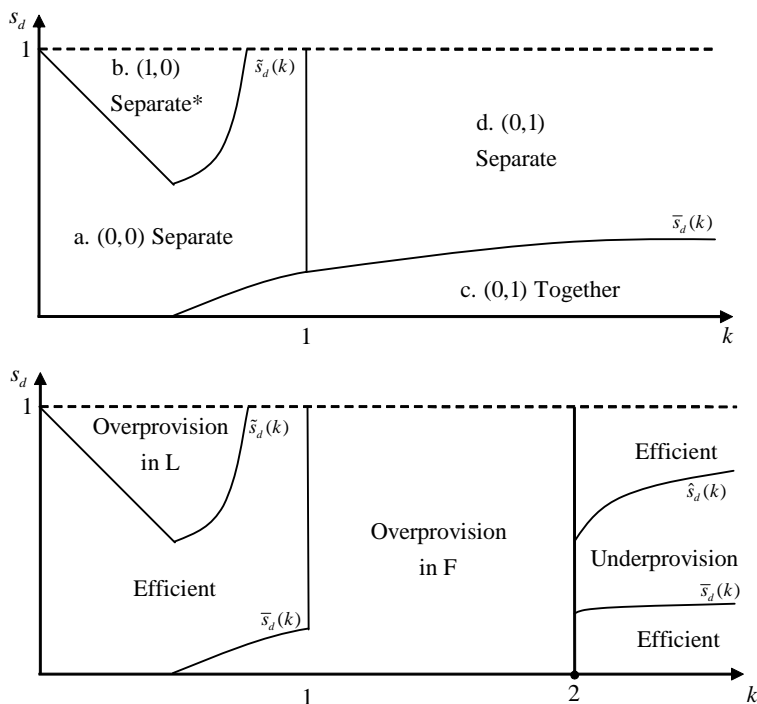 s_d
1
b. (1,0)
Separate*
s̃_d(k)
d. (0,1)
Separate
a. (0,0) Separate
s̄_d(k)
c. (0,1) Together
1
k
s_d
1
Overprovision
in L
s̃_d(k)
Efficient
ŝ_d(k)
Overprovision
in F
Underprovision
Efficient
s̄_d(k)
s̄_d(k)
Efficient
1
2
k